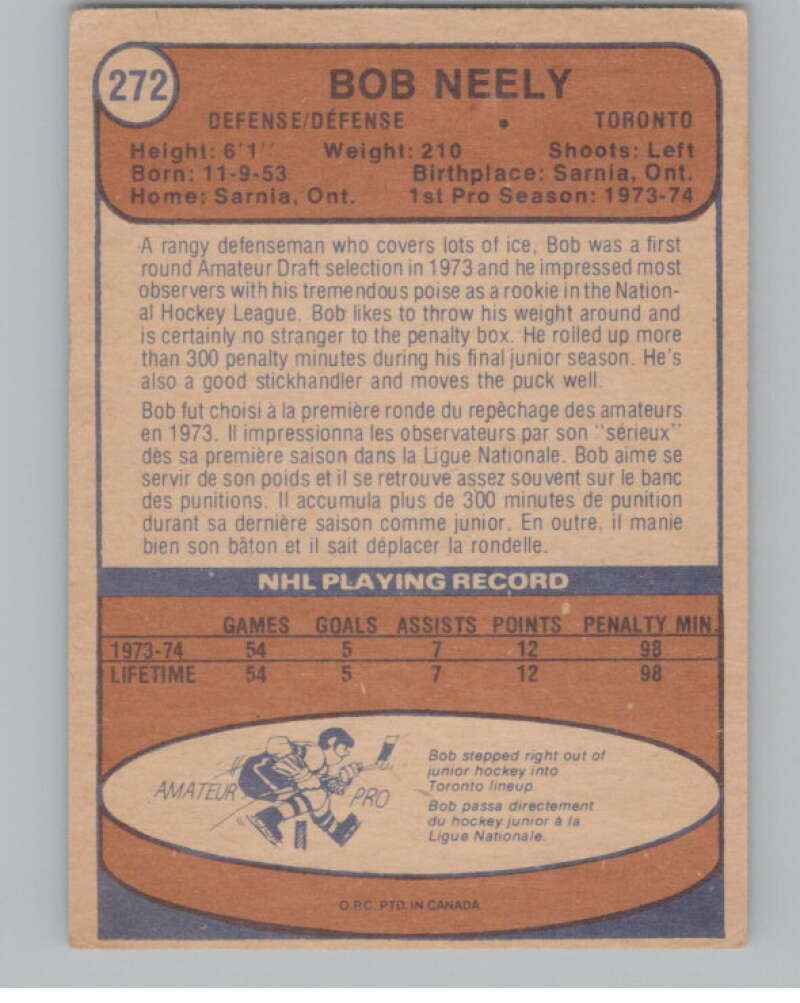 272
BOB NEELY
DEFENSE/DÉFENSE • TORONTO
Height: 6'1'' Weight: 210 Shoots: Left
Born: 11-9-53 Birthplace: Sarnia, Ont.
Home: Sarnia, Ont. 1st Pro Season: 1973-74
A rangy defenseman who covers lots of ice, Bob was a first
round Amateur Draft selection in 1973 and he impressed most
observers with his tremendous poise as a rookie in the Nation-
al Hockey League. Bob likes to throw his weight around and
is certainly no stranger to the penalty box. He rolled up more
than 300 penalty minutes during his final junior season. He's
also a good stickhandler and moves the puck well.
Bob fut choisi à la première ronde du repêchage des amateurs
en 1973. Il impressionna les observateurs par son "sérieux"
dès sa première saison dans la Ligue Nationale. Bob aime se
servir de son poids et il se retrouve assez souvent sur le banc
des punitions. Il accumula plus de 300 minutes de punition
durant sa dernière saison comme junior. En outre, il manie
bien son bâton et il sait déplacer la rondelle.
NHL PLAYING RECORD
GAMES GOALS ASSISTS POINTS PENALTY MIN.
1973-74 54 5 7 12 98
LIFETIME 54 5 7 12 98
AMATEUR PRO
Bob stepped right out of
junior hockey into
Toronto lineup.
Bob passa directement
du hockey junior à la
Ligue Nationale.
O.P.C. PTD. IN CANADA